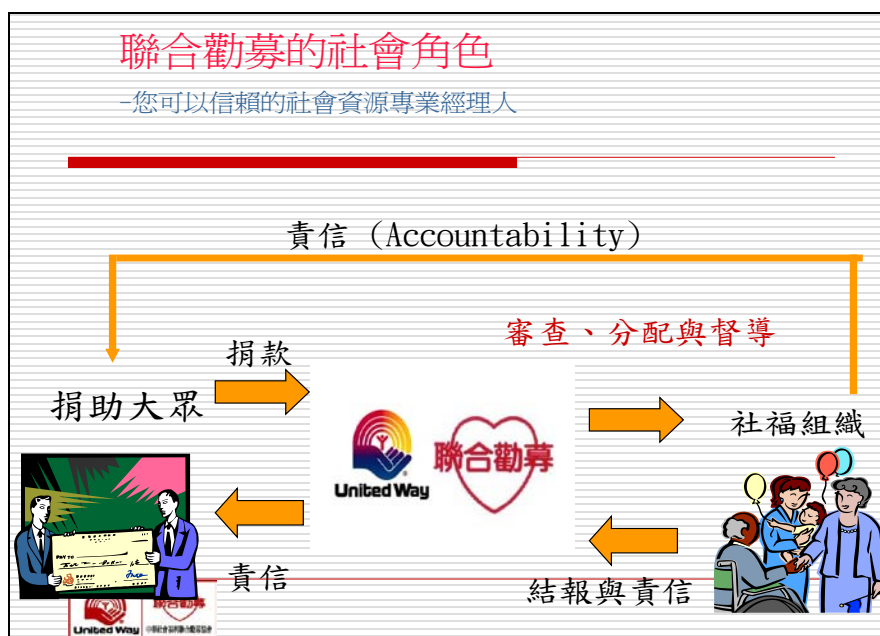 聯合勸募的社會角色
-您可以信賴的社會資源專業經理人
責信 (Accountability)
審查、分配與督導
捐款
捐助大眾
社福組織
United Way
聯合勸募
PAY TO
責信
結報與責信
聯合勸募
United Way